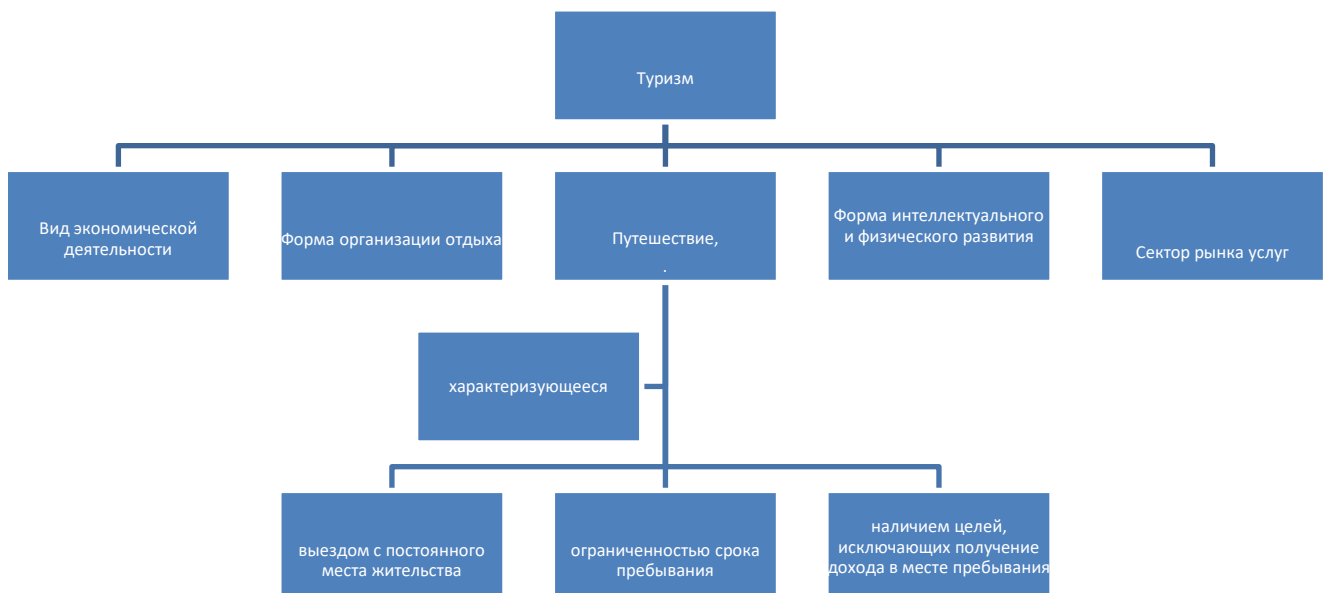 Туризм
Вид экономической
деятельности
Форма организации отдыха
Путешествие,
.
Форма интеллектуального
и физического развития
Сектор рынка услуг
характеризующееся
выездом с постоянного
места жительства
ограниченностью срока
пребывания
наличием целей,
исключающих получение
дохода в месте пребывания